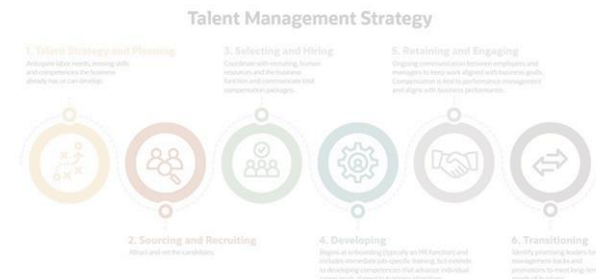 Talent Management Strategy
1. Talent Strategy and Planning
Anticipate labor needs, missing skills
and competencies the business
already has or can develop.
3. Selecting and Hiring
Coordinate with recruiting, human
resources and the business
function and communicate total
compensation packages.
5. Retaining and Engaging
Ongoing communication between employees and
managers to keep work aligned with business goals.
Compensation is tied to performance management
and aligns with business performance.
2. Sourcing and Recruiting
Attract and vet the candidates.
4. Developing
Begins at onboarding (typically an HR function) and
includes immediate job-specific training, but extends
to developing competencies that advance individual
6. Transitioning
Identify promising leaders for
management tracks and
promotions to meet long-term